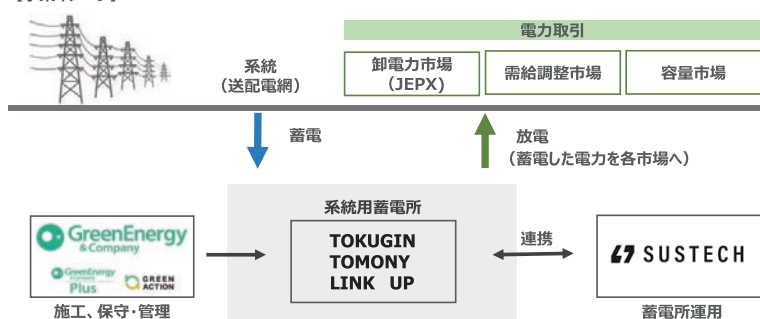 電力取引
系統
（送配電網）
卸電力市場
（JEPX）
需給調整市場
容量市場
蓄電
放電
（蓄電した電力を各市場へ）
系統用蓄電所
TOKUGIN
TOMONY
LINK UP
GreenEnergy
& Company
GreenEnergy
Plus
GREEN
ACTION
施工、保守・管理
連携
SUSTECH
蓄電所運用